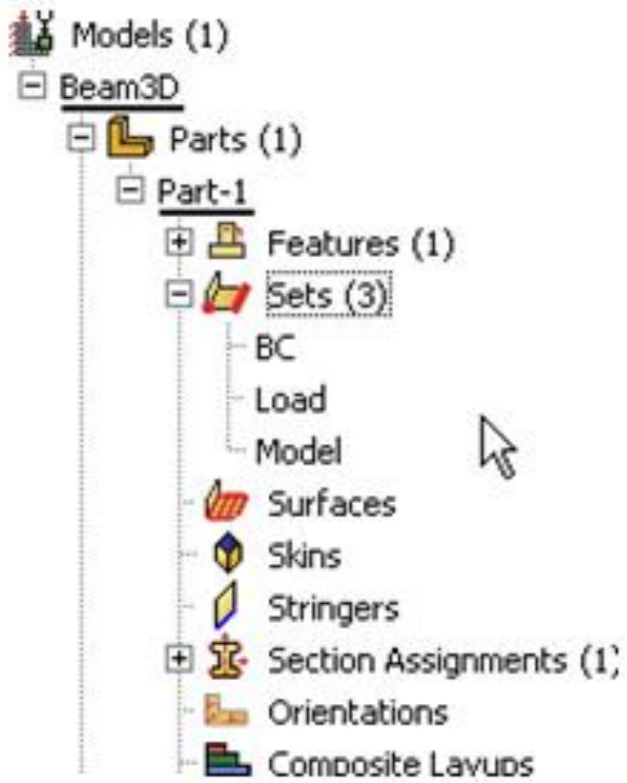 Models (1)
Beam3D
Parts (1)
Part-1
Features (1)
Sets (3)
BC
Load
Model
Surfaces
Skins
Stringers
Section Assignments (1)
Orientations
Composite Layups